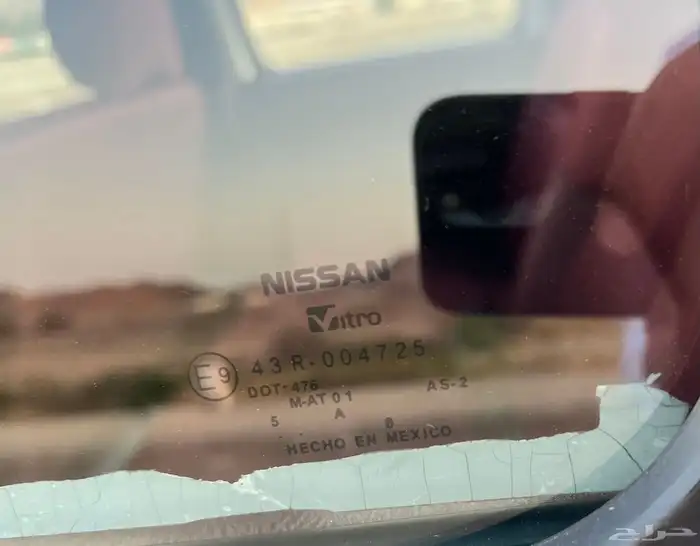 NISSAN
Vitro
E9 43R-004725
DOT-476
M-AT 01 AS-2
5 A 8
HECHO EN MEXICO
حراج